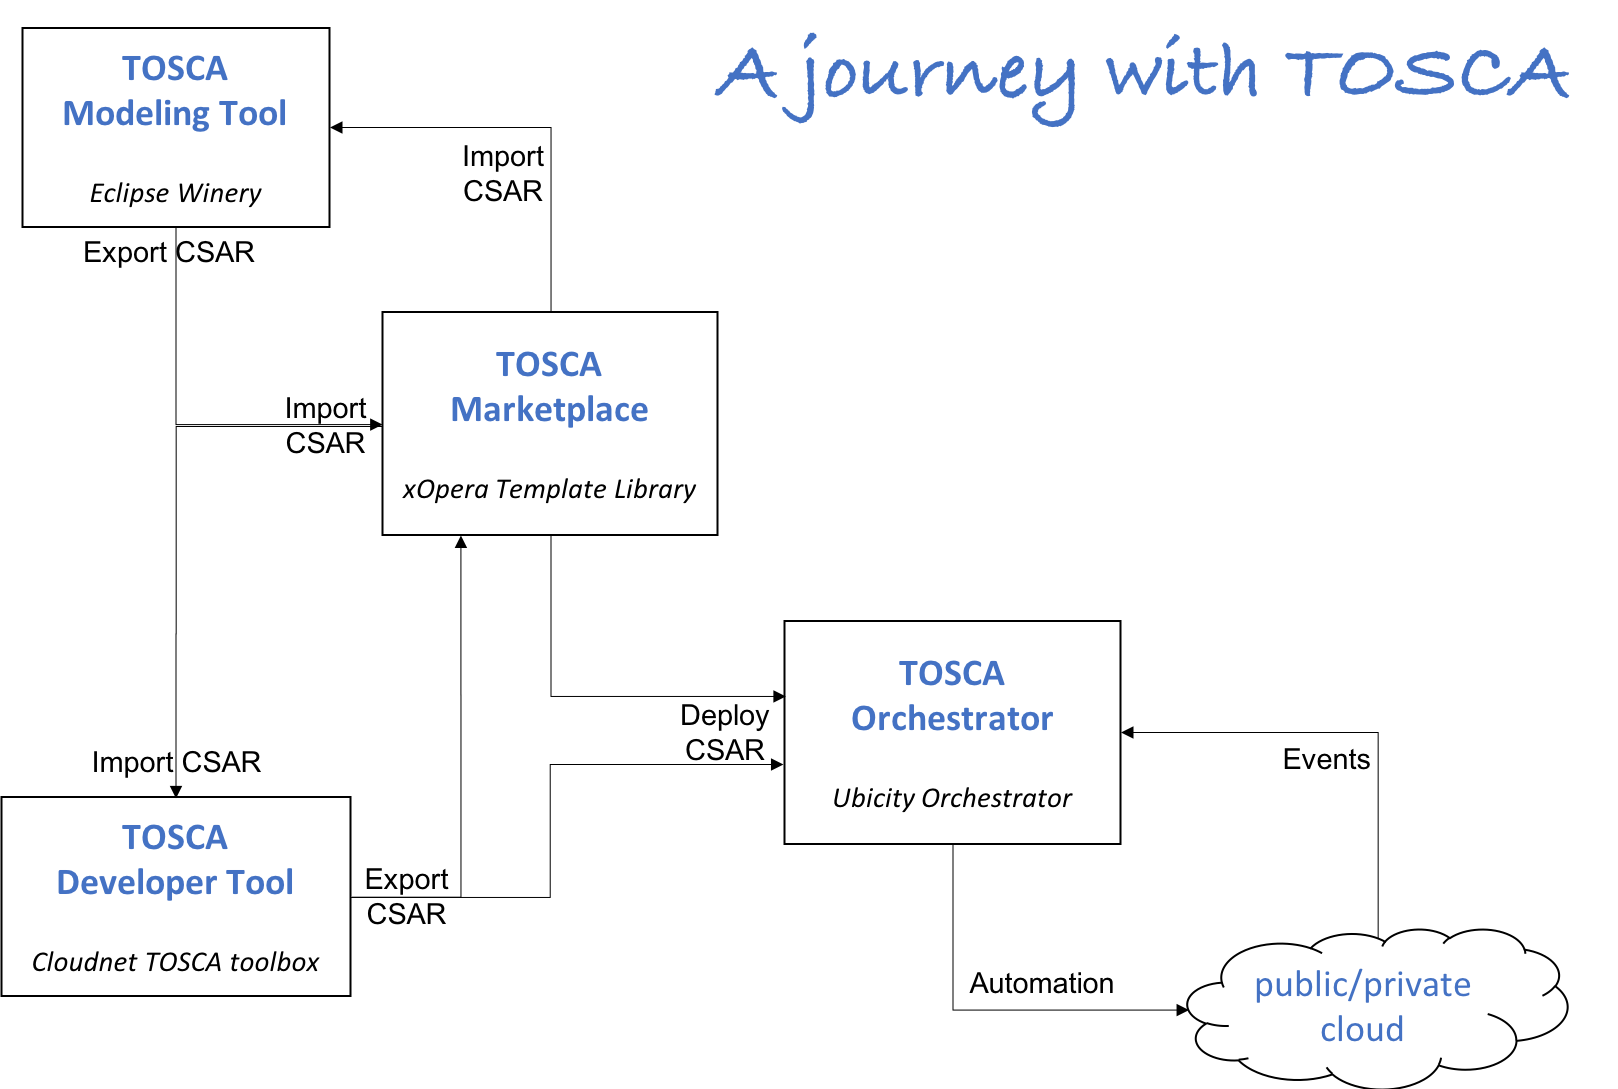 A journey with TOSCA
TOSCA
Modeling Tool
Eclipse Winery
Import
CSAR
Export CSAR
TOSCA
Marketplace
xOpera Template Library
Import
CSAR
TOSCA
Orchestrator
Ubicity Orchestrator
Deploy
CSAR
Events
Import CSAR
TOSCA
Developer Tool
Cloudnet TOSCA toolbox
Export
CSAR
Automation
public/private
cloud